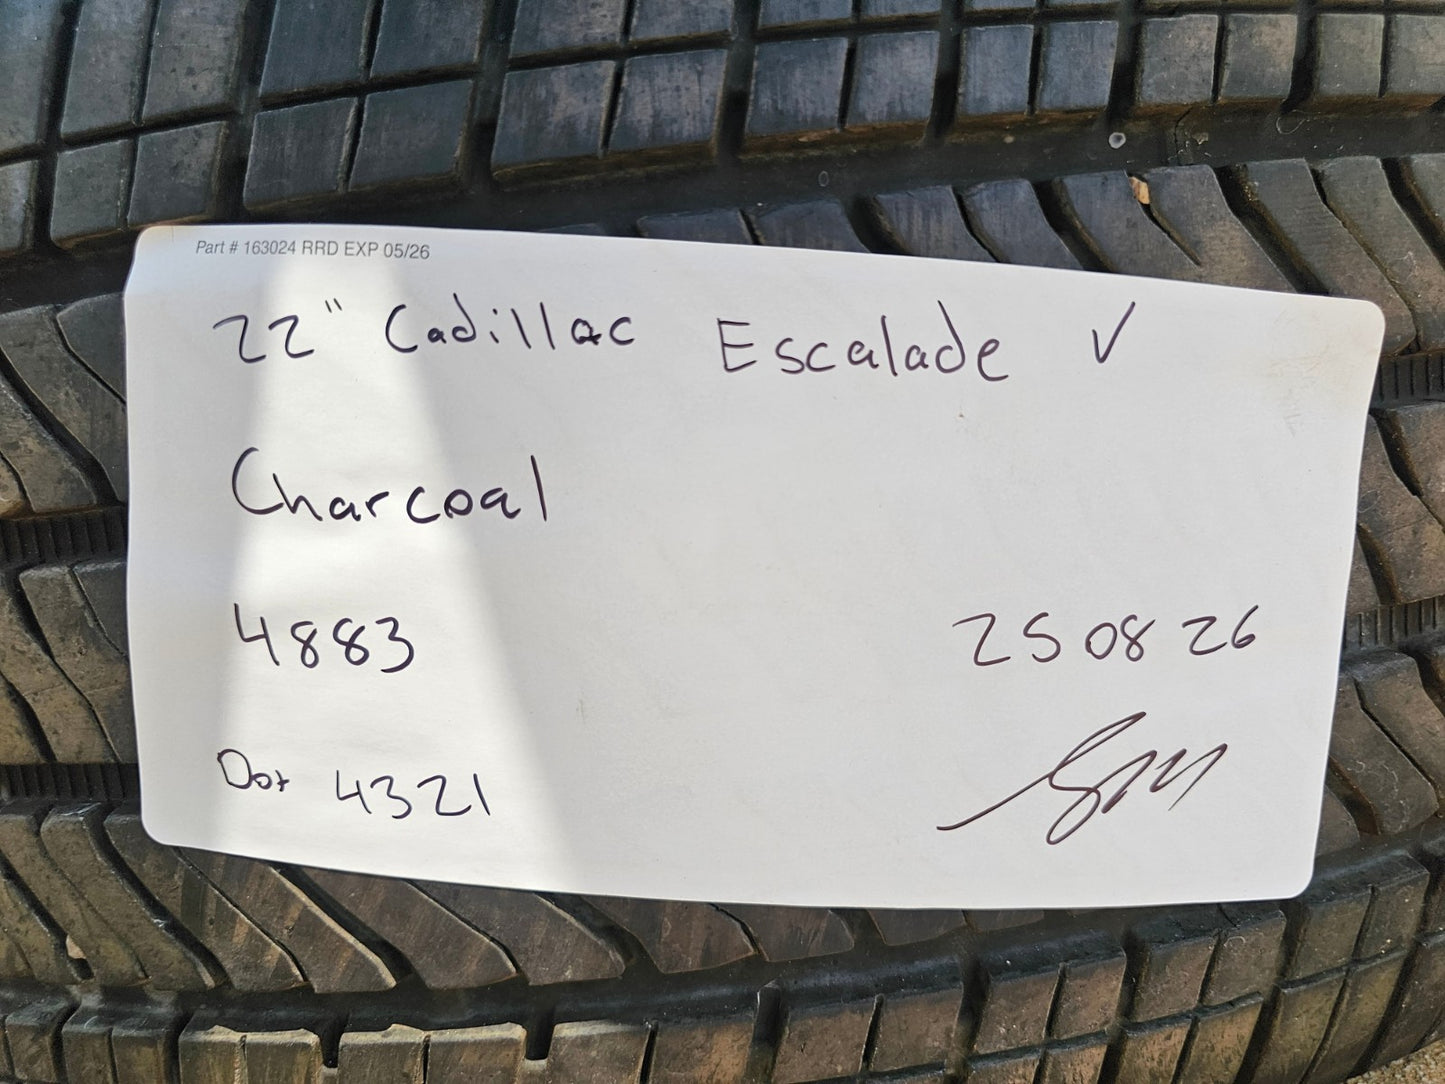 Part # 163024 RRD EXP 05/26
22" Cadillac Escalade ✓
Charcoal
4883
250826
Dot 4321